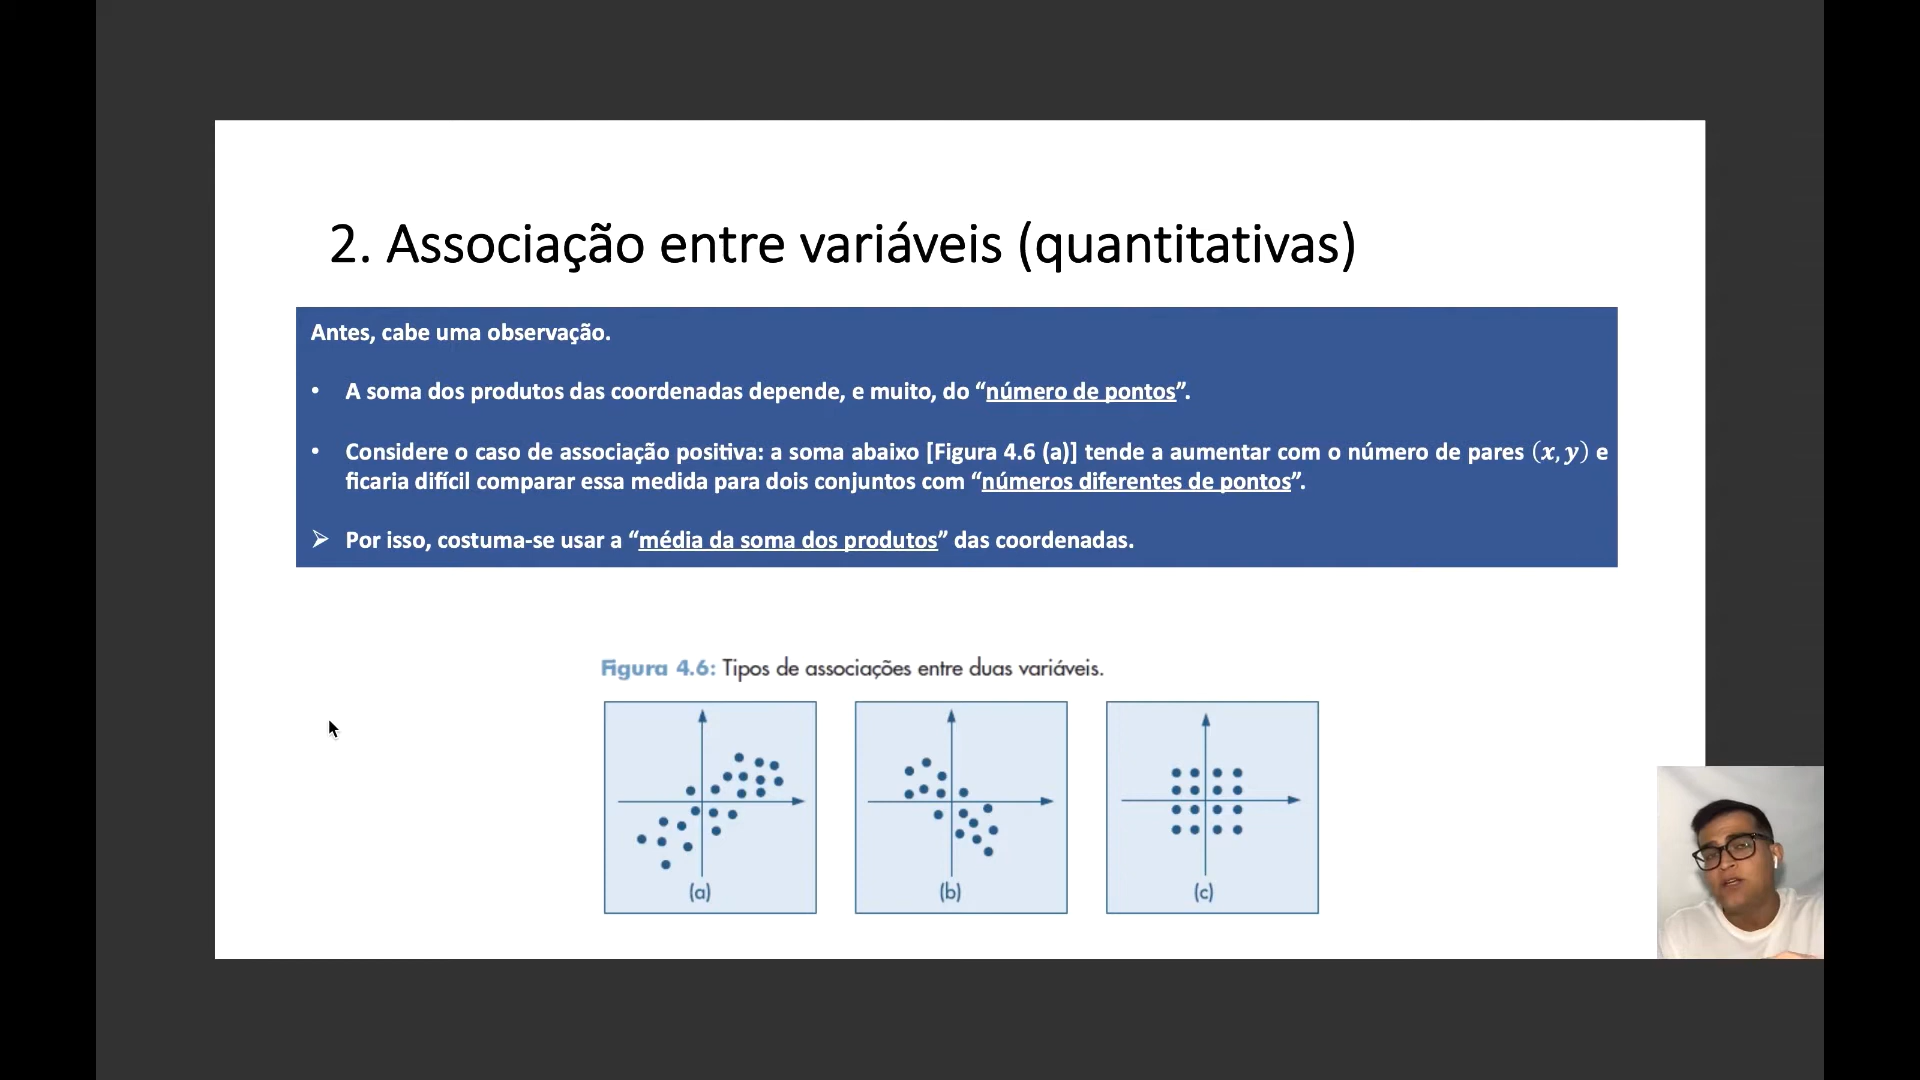 2. Associação entre variáveis (quantitativas)
Antes, cabe uma observação.
• A soma dos produtos das coordenadas depende, e muito, do “número de pontos”.
• Considere o caso de associação positiva: a soma abaixo [Figura 4.6 (a)] tende a aumentar com o número de pares (x, y) e
ficaria difícil comparar essa medida para dois conjuntos com “números diferentes de pontos”.
➢ Por isso, costuma-se usar a “média da soma dos produtos” das coordenadas.
Figura 4.6: Tipos de associações entre duas variáveis.
(a) (b) (c)